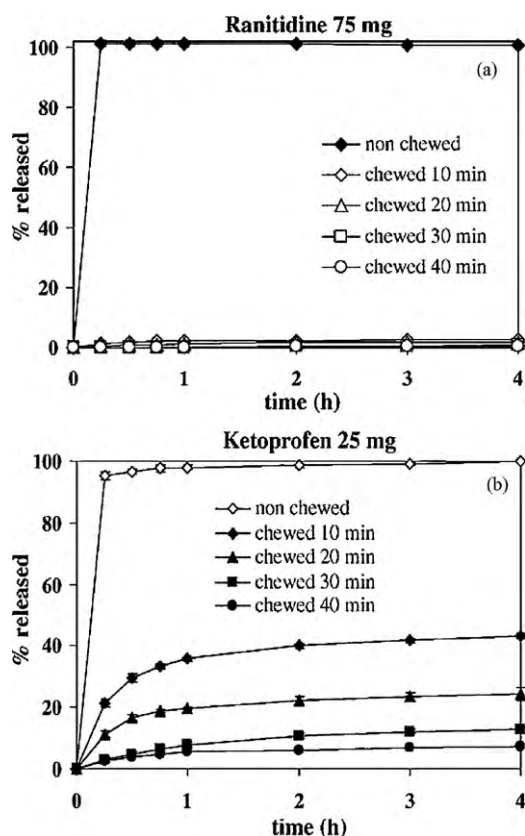 Ranitidine 75 mg
(a)
100
80
60
40
20
0
% released
non chewed
chewed 10 min
chewed 20 min
chewed 30 min
chewed 40 min
0 1 2 3 4
time (h)
Ketoprofen 25 mg
(b)
100
80
60
40
20
0
% released
non chewed
chewed 10 min
chewed 20 min
chewed 30 min
chewed 40 min
0 1 2 3 4
time (h)